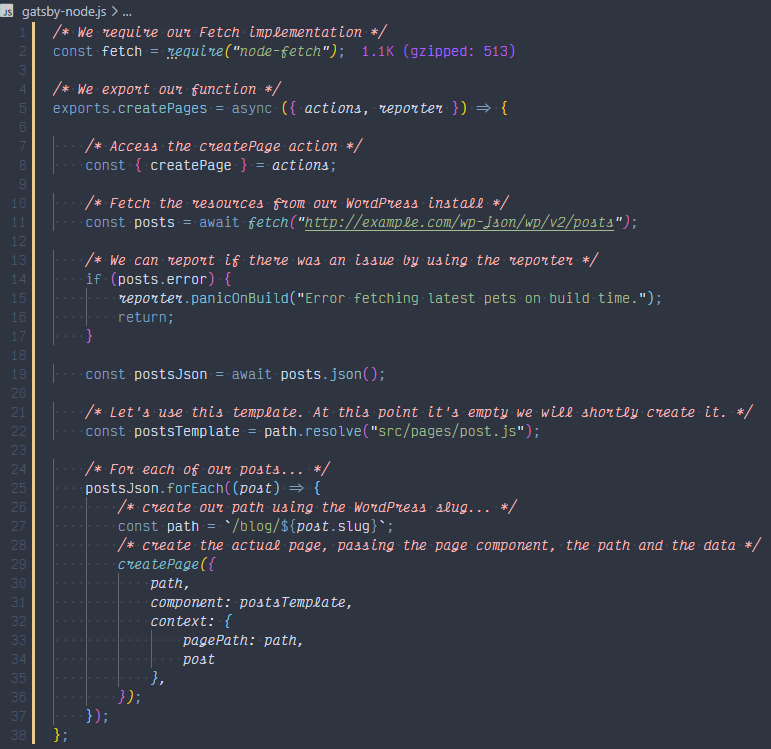 JS gatsby-node.js > ...
1 /* We require our Fetch implementation */
2 const fetch = require("node-fetch"); 1.1K (gzipped: 513)
3
4 /* We export our function */
5 exports.createPages = async ({ actions, reporter }) => {
6
7 /* Access the createPage action */
8 const { createPage } = actions;
9
10 /* Fetch the resources from our WordPress install */
11 const posts = await fetch("http://example.com/wp-json/wp/v2/posts");
12
13 /* We can report if there was an issue by using the reporter */
14 if (posts.error) {
15 reporter.panicOnBuild("Error fetching latest pets on build time.");
16 return;
17 }
18
19 const postsJson = await posts.json();
20
21 /* Let's use this template. At this point it's empty we will shortly create it. */
22 const postsTemplate = path.resolve("src/pages/post.js");
23
24 /* For each of our posts... */
25 postsJson.forEach((post) => {
26 /* create our path using the WordPress slug... */
27 const path = `/blog/${post.slug}`;
28 /* create the actual page, passing the page component, the path and the data */
29 createPage({
30 path,
31 component: postsTemplate,
32 context: {
33 pagePath: path,
34 post
35 },
36 });
37 });
38 };